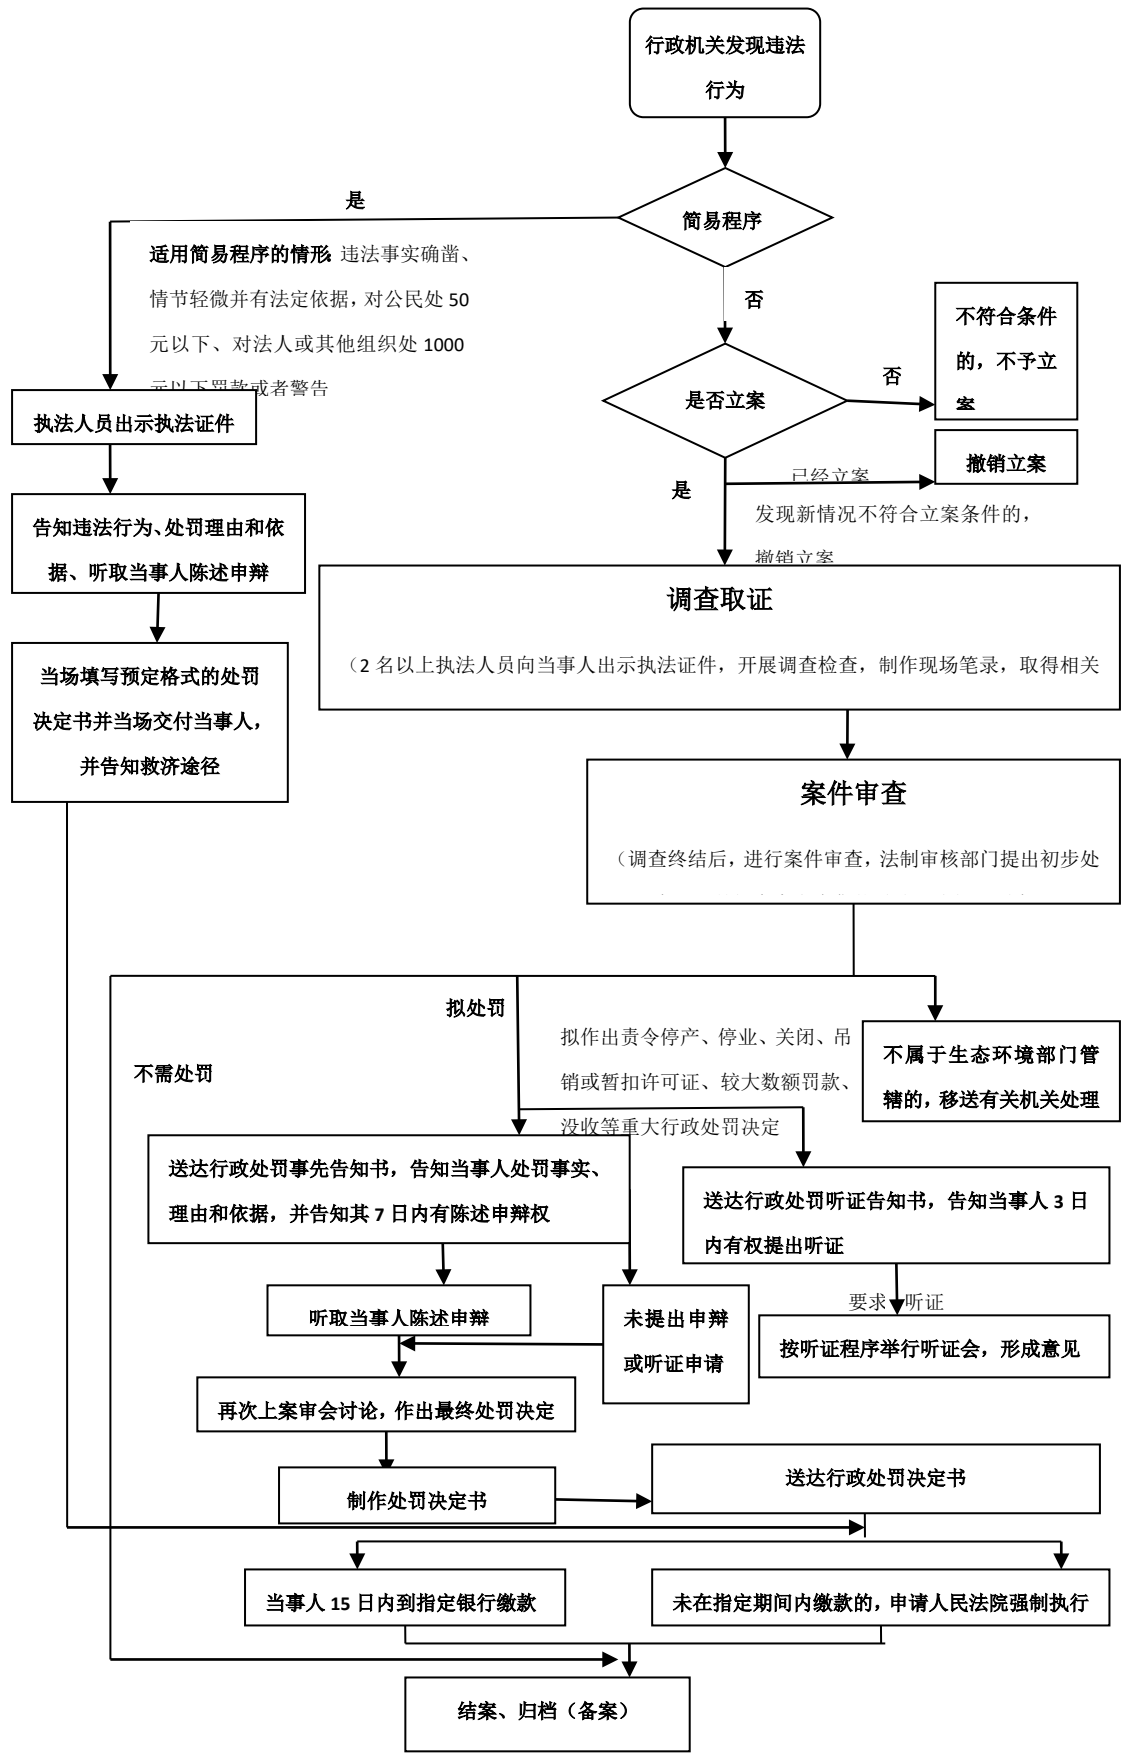 行政机关发现违法
行为
是
简易程序
适用简易程序的情形：违法事实确凿、
情节轻微并有法定依据，对公民处 50
元以下、对法人或其他组织处 1000
元以下罚款或者警告
否
不符合条件
的，不予立
案
是否立案
否
执法人员出示执法证件
撤销立案
已经立案
是
发现新情况不符合立案条件的，
撤销立案
告知违法行为、处罚理由和依
据、听取当事人陈述申辩
调查取证
（2 名以上执法人员向当事人出示执法证件，开展调查检查，制作现场笔录，取得相关
当场填写预定格式的处罚
决定书并当场交付当事人，
并告知救济途径
案件审查
（调查终结后，进行案件审查，法制审核部门提出初步处
拟处罚
不需处罚
拟作出责令停产、停业、关闭、吊
销或暂扣许可证、较大数额罚款、
没收等重大行政处罚决定
不属于生态环境部门管
辖的，移送有关机关处理
送达行政处罚事先告知书，告知当事人处罚事实、
理由和依据，并告知其 7 日内有陈述申辩权
送达行政处罚听证告知书，告知当事人 3 日
内有权提出听证
要求 听证
听取当事人陈述申辩
未提出申辩
或听证申请
按听证程序举行听证会，形成意见
再次上案审会讨论，作出最终处罚决定
制作处罚决定书
送达行政处罚决定书
当事人 15 日内到指定银行缴款
未在指定期间内缴款的，申请人民法院强制执行
结案、归档（备案）